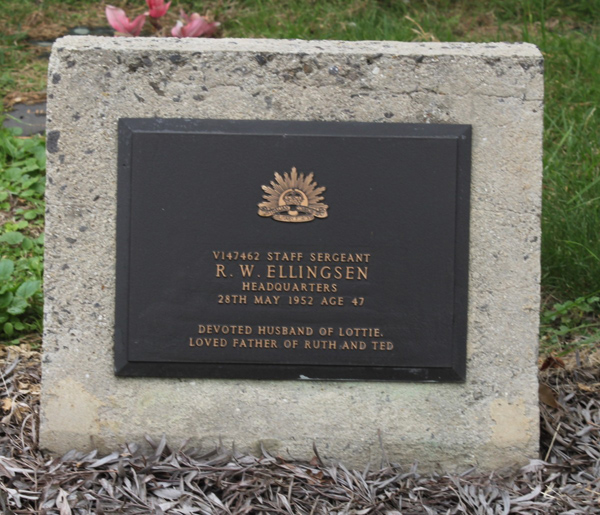 V147462 STAFF SERGEANT
R. W. ELLINGSEN
HEADQUARTERS
28TH MAY 1952 AGE 47
DEVOTED HUSBAND OF LOTTIE.
LOVED FATHER OF RUTH AND TED